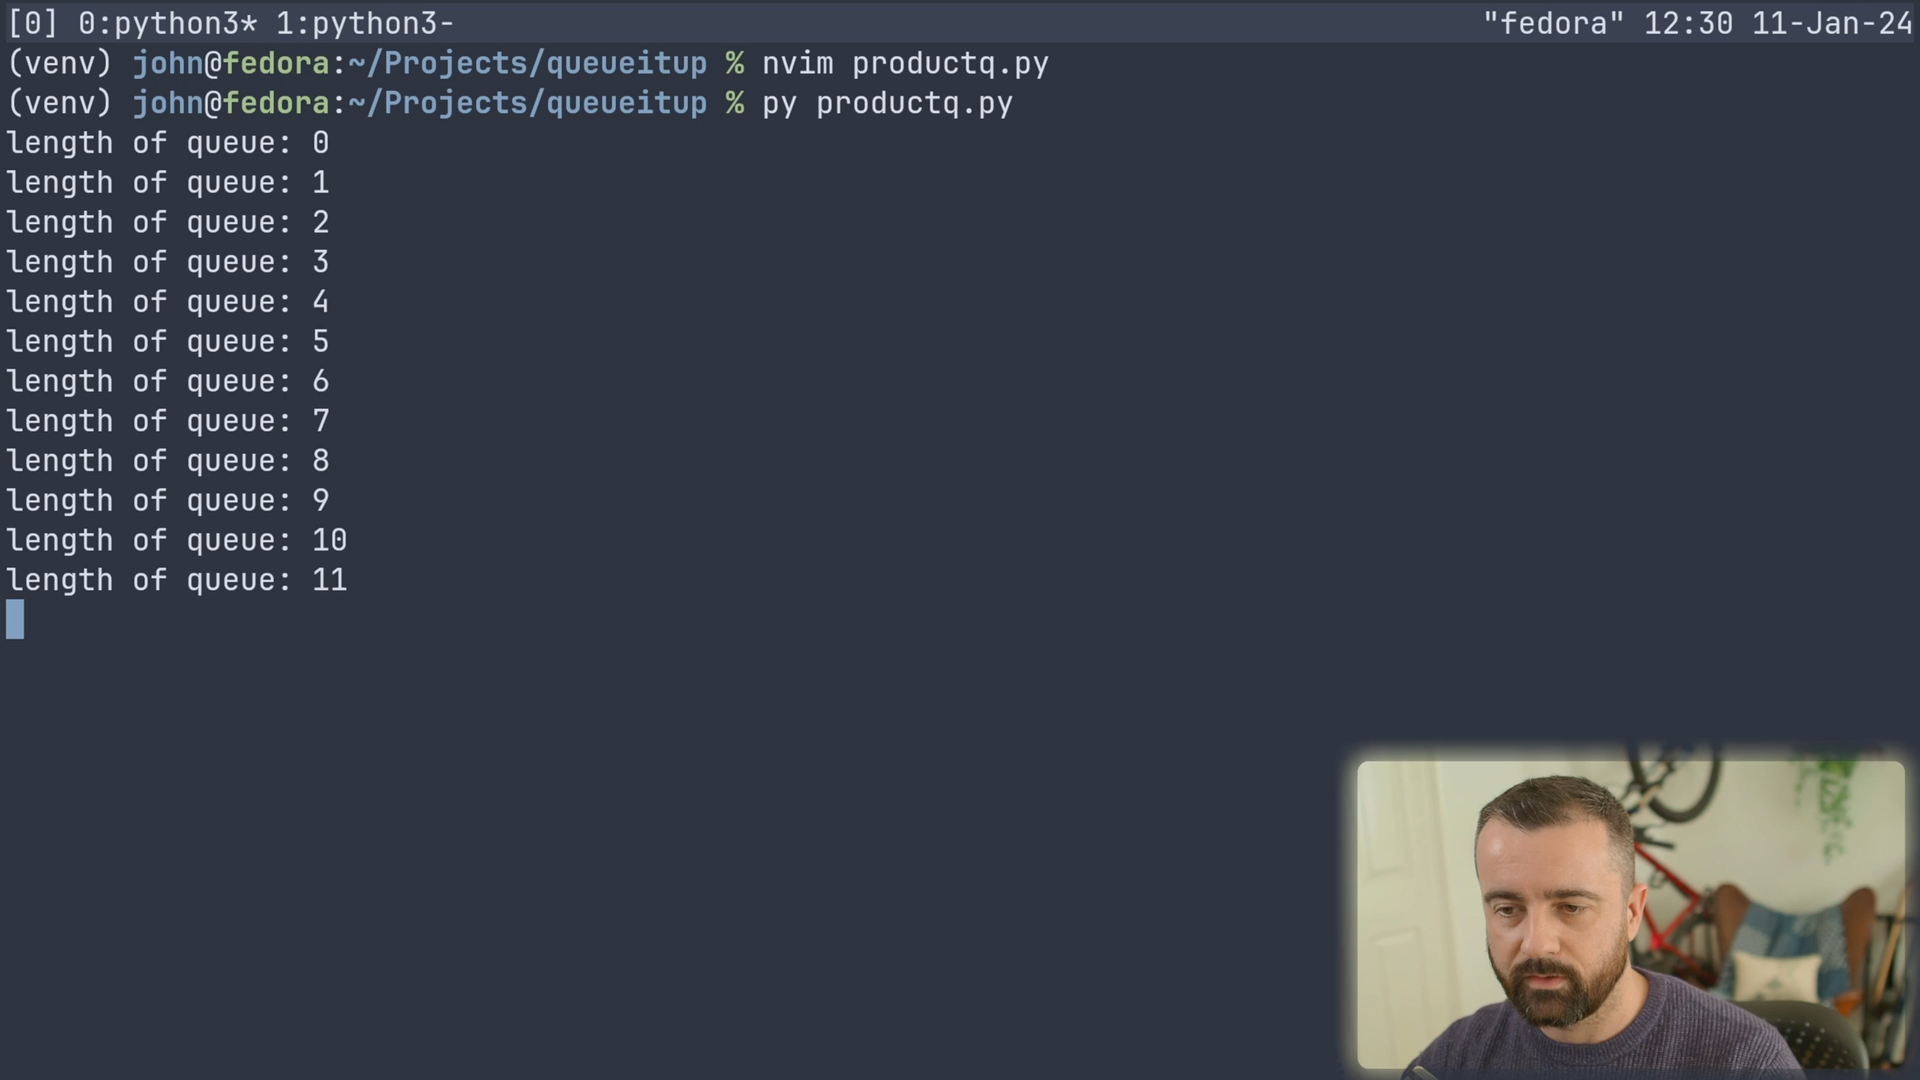 [0] 0:python3* 1:python3- "fedora" 12:30 11-Jan-24
(venv) john@fedora:~/Projects/queueitup % nvim productq.py
(venv) john@fedora:~/Projects/queueitup % py productq.py
length of queue: 0
length of queue: 1
length of queue: 2
length of queue: 3
length of queue: 4
length of queue: 5
length of queue: 6
length of queue: 7
length of queue: 8
length of queue: 9
length of queue: 10
length of queue: 11